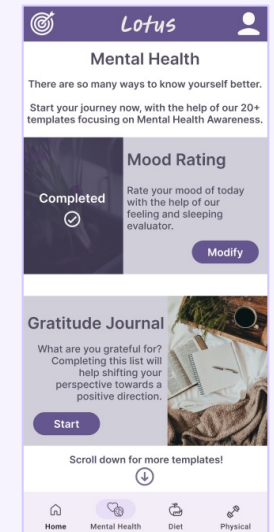 Lotus
Mental Health
There are so many ways to know yourself better.
Start your journey now, with the help of our 20+
templates focusing on Mental Health Awareness.
Completed
Mood Rating
Rate your mood of today
with the help of our
feeling and sleeping
evaluator.
Modify
Gratitude Journal
What are you grateful for?
Completing this list will
help shifting your
perspective towards a
positive direction.
Start
Scroll down for more templates!
Home
Mental Health
Diet
Physical